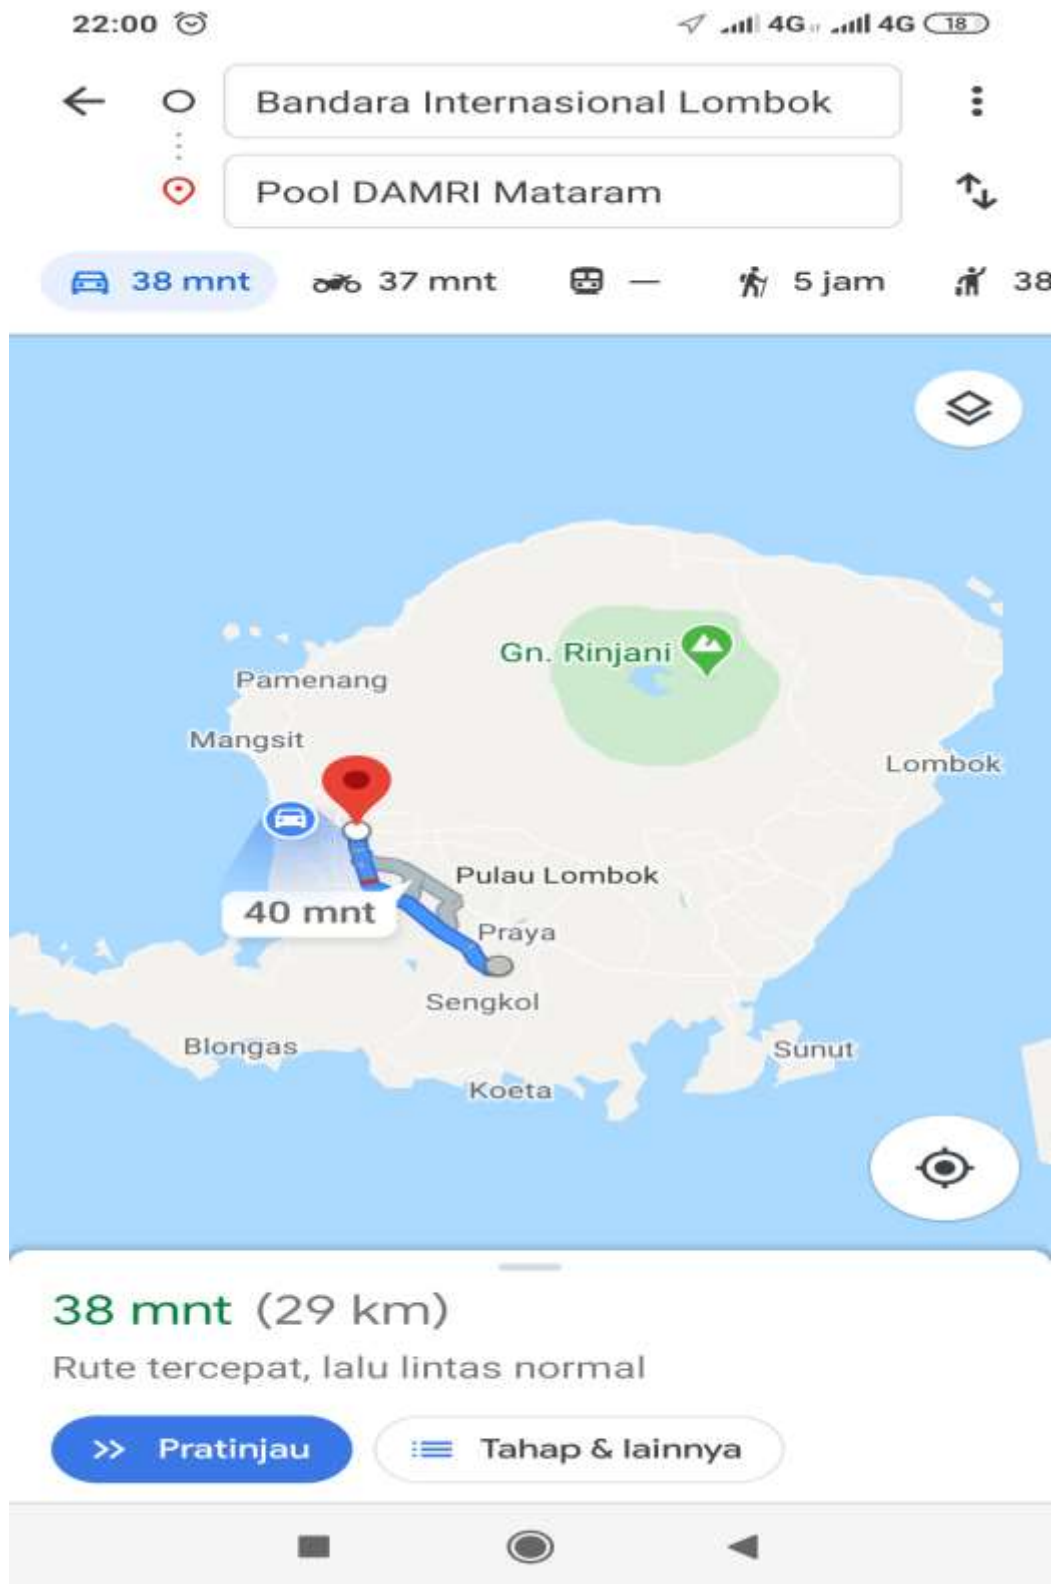 22:00 4G 4G 18
Bandara Internasional Lombok
Pool DAMRI Mataram
38 mnt 37 mnt — 5 jam 38
Gn. Rinjani
Pamenang
Mangsit
Lombok
Pulau Lombok
40 mnt
Praya
Sengkol
Blongas
Sunut
Koeta
38 mnt (29 km)
Rute tercepat, lalu lintas normal
Pratinjau Tahap & lainnya